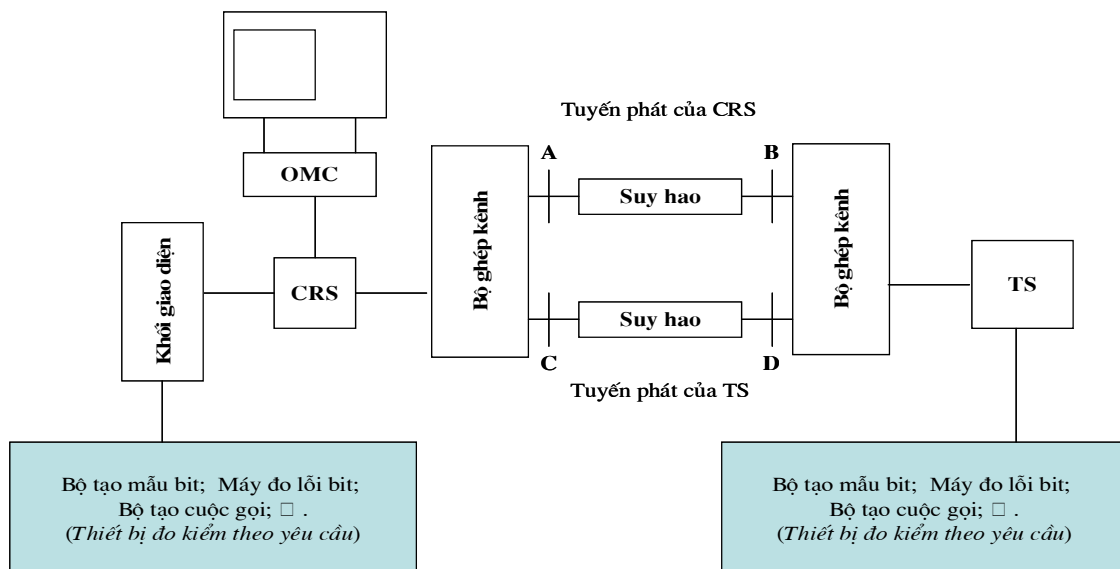 Tuyến phát của CRS
A
B
OMC
Suy hao
Bộ ghép kênh
Bộ ghép kênh
Khối giao diện
CRS
TS
Suy hao
C
D
Tuyến phát của TS
Bộ tạo mẫu bit; Máy đo lỗi bit;
Bộ tạo cuộc gọi; □ .
(Thiết bị đo kiểm theo yêu cầu)
Bộ tạo mẫu bit; Máy đo lỗi bit;
Bộ tạo cuộc gọi; □ .
(Thiết bị đo kiểm theo yêu cầu)